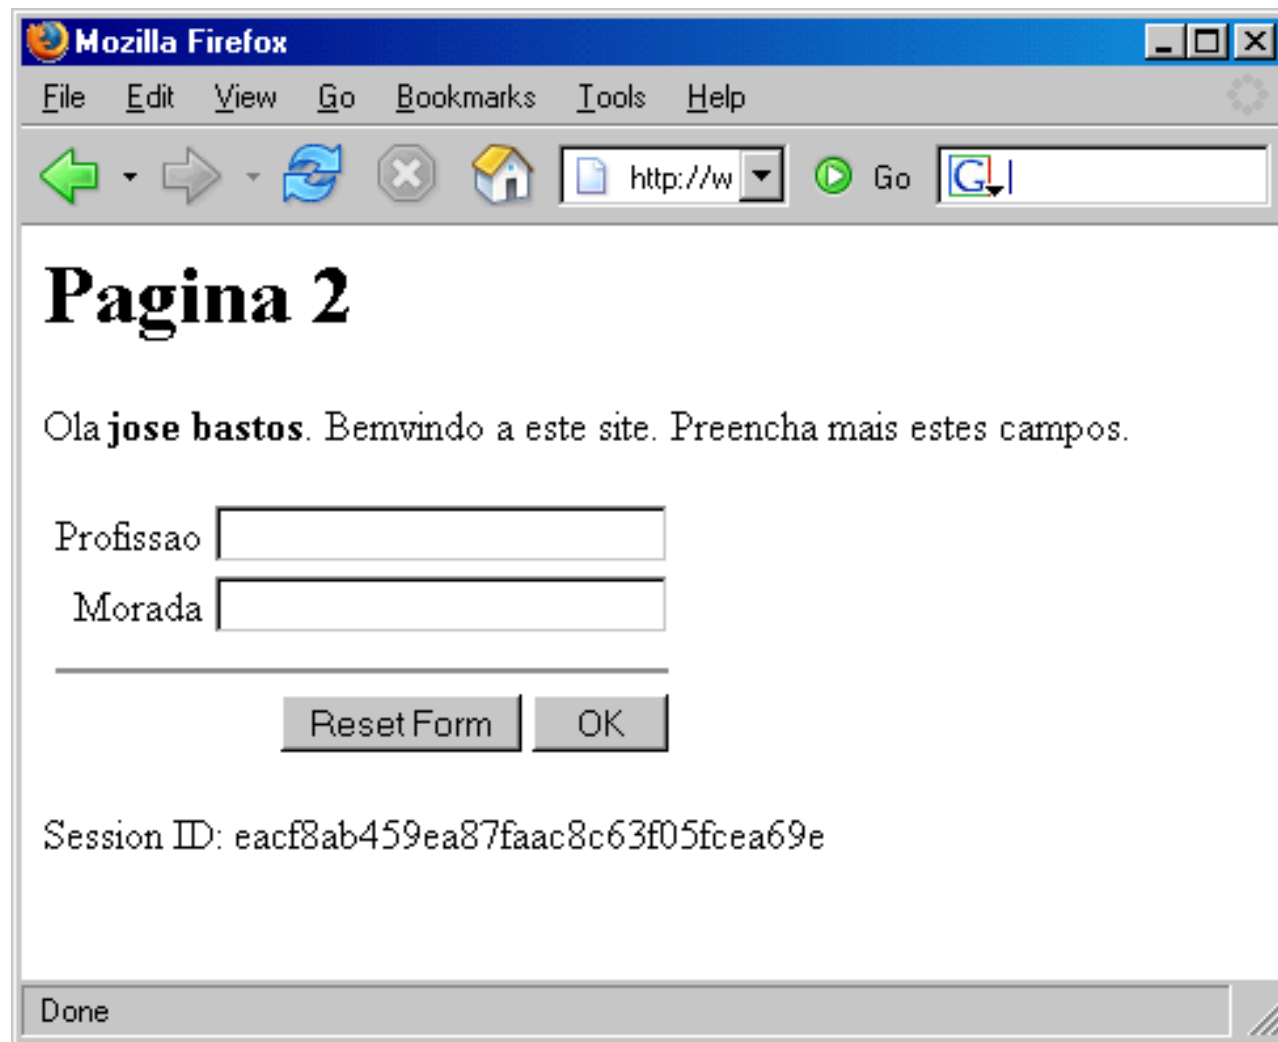 Mozilla Firefox
File Edit View Go Bookmarks Tools Help
http://w Go G
Pagina 2
Ola jose bastos. Bemvindo a este site. Preencha mais estes campos.
Profissao
Morada
Reset Form OK
Session ID: eacf8ab459ea87faac8c63f05fcea69e
Done